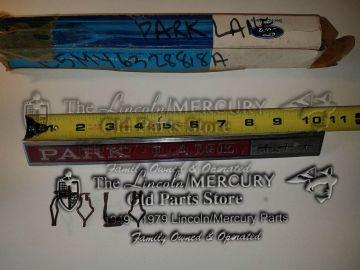 PARK LANE
C5MY6322818A
The Lincoln/MERCURY
1 2 3 4 5 6 7 8 9 10 11
Old Parts Store
PARK LANE
Family Owned & Operated
The Lincoln/MERCURY
Old Parts Store
1949-1979 Lincoln/Mercury Parts
Family Owned & Operated